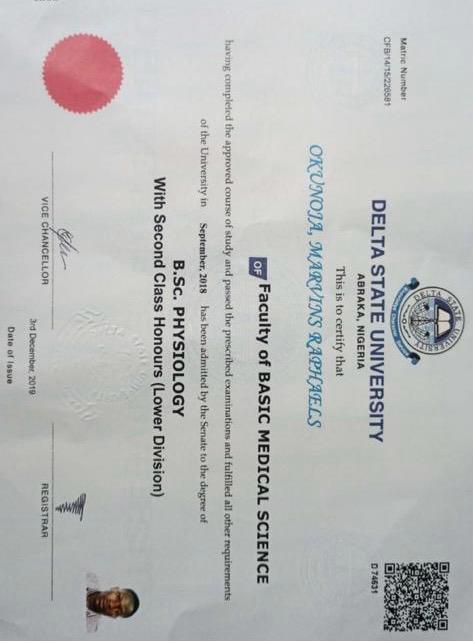 DELTA STATE UNIVERSITY
Knowledge Character Service
Matric Number
CFB/14/15/226581
D 74631
DELTA STATE UNIVERSITY
ABRAKA, NIGERIA
This is to certify that
OKUNOJA, MARVINS RAPHAELS
OF Faculty of BASIC MEDICAL SCIENCE
having completed the approved course of study and passed the prescribed examinations and fulfilled all other requirements
of the University in September, 2018 has been admitted by the Senate to the degree of
B.Sc. PHYSIOLOGY
With Second Class Honours (Lower Division)
VICE CHANCELLOR
REGISTRAR
3rd December, 2019
Date of Issue